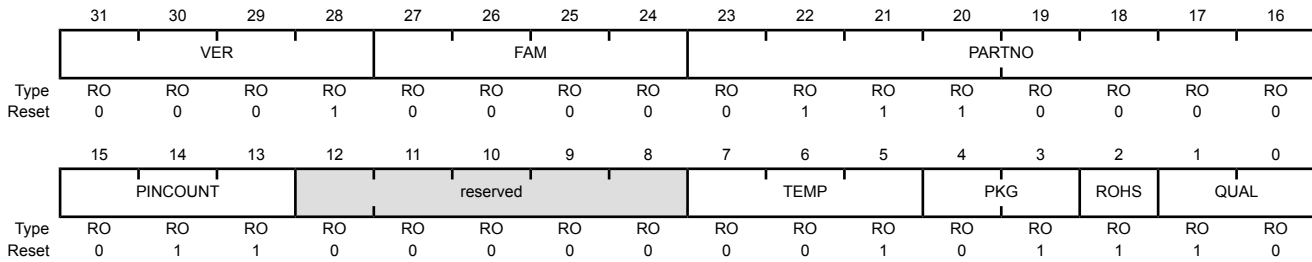 31 30 29 28 27 26 25 24 23 22 21 20 19 18 17 16
VER FAM PARTNO
Type RO RO RO RO RO RO RO RO RO RO RO RO RO RO RO RO
Reset 0 0 0 1 0 0 0 0 0 1 1 1 0 0 0 0
15 14 13 12 11 10 9 8 7 6 5 4 3 2 1 0
PINCOUNT reserved TEMP PKG ROHS QUAL
Type RO RO RO RO RO RO RO RO RO RO RO RO RO RO RO RO
Reset 0 1 1 0 0 0 0 0 0 0 1 0 1 1 1 0